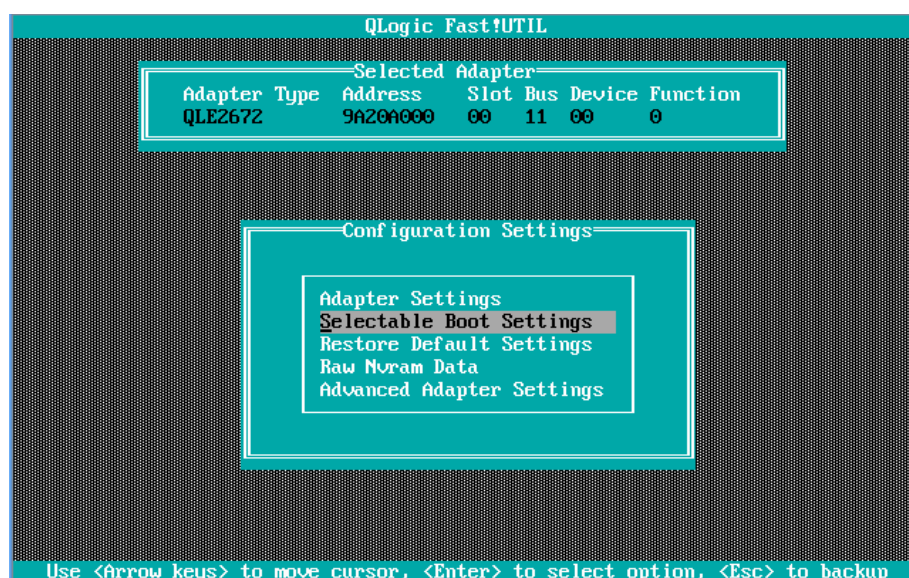 QLogic Fast!UTIL
Selected Adapter
Adapter Type Address Slot Bus Device Function
QLE2672 9A20A000 00 11 00 0
Configuration Settings
Adapter Settings
Selectable Boot Settings
Restore Default Settings
Raw Nvram Data
Advanced Adapter Settings
Use <Arrow keys> to move cursor, <Enter> to select option, <Esc> to backup